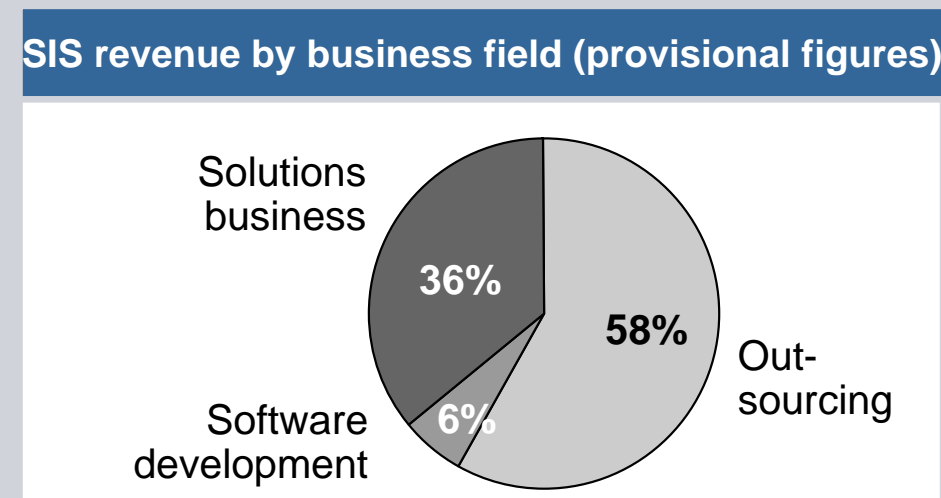 SIS revenue by business field (provisional figures)
Solutions
business
36%
58%
Out-
sourcing
Software
development
6%